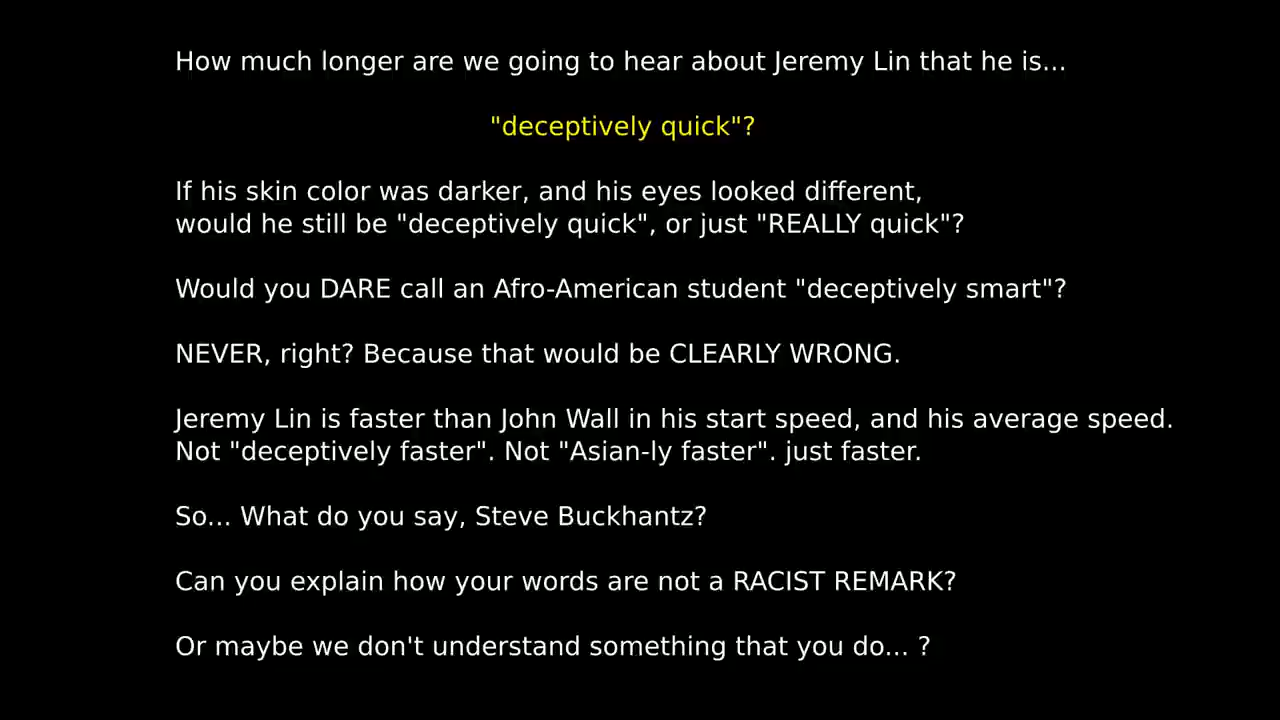 How much longer are we going to hear about Jeremy Lin that he is...
"deceptively quick"?
If his skin color was darker, and his eyes looked different,
would he still be "deceptively quick", or just "REALLY quick"?
Would you DARE call an Afro-American student "deceptively smart"?
NEVER, right? Because that would be CLEARLY WRONG.
Jeremy Lin is faster than John Wall in his start speed, and his average speed.
Not "deceptively faster". Not "Asian-ly faster". just faster.
So... What do you say, Steve Buckhantz?
Can you explain how your words are not a RACIST REMARK?
Or maybe we don't understand something that you do... ?